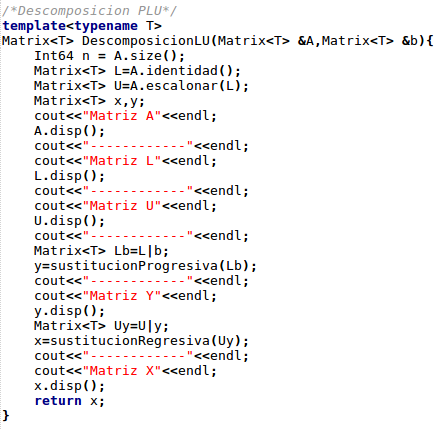 /*Descomposicion PLU*/
template<typename T>
Matrix<T> DescomposicionLU(Matrix<T> &A,Matrix<T> &b){
    Int64 n = A.size();
    Matrix<T> L=A.identidad();
    Matrix<T> U=A.escalonar(L);
    Matrix<T> x,y;
    cout<<"Matriz A"<<endl;
    A.disp();
    cout<<"------------"<<endl;
    cout<<"Matriz L"<<endl;
    L.disp();
    cout<<"------------"<<endl;
    cout<<"Matriz U"<<endl;
    U.disp();
    cout<<"------------"<<endl;
    Matrix<T> Lb=L|b;
    y=sustitucionProgresiva(Lb);
    cout<<"------------"<<endl;
    cout<<"Matriz Y"<<endl;
    y.disp();
    Matrix<T> Uy=U|y;
    x=sustitucionRegresiva(Uy);
    cout<<"------------"<<endl;
    cout<<"Matriz X"<<endl;
    x.disp();
    return x;
}